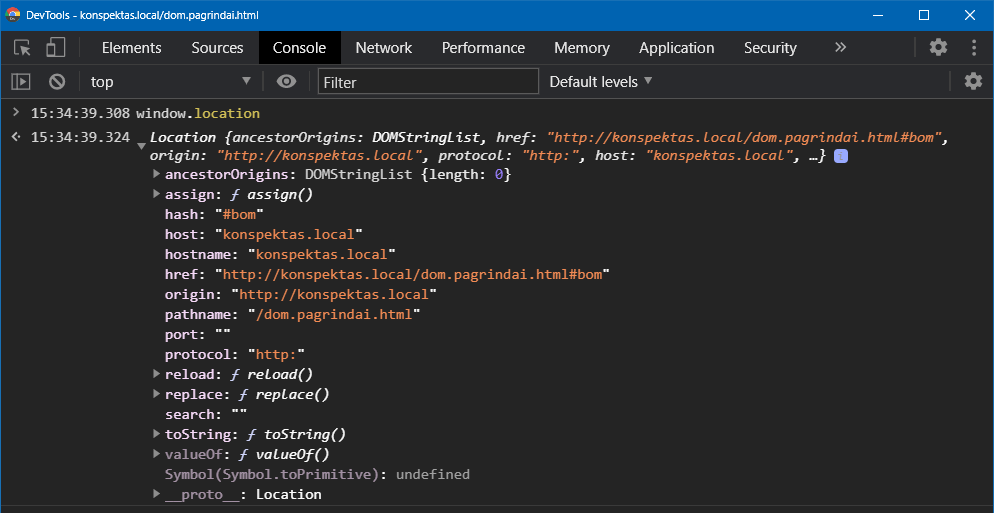 DevTools - konspektas.local/dom.pagrindai.html
Elements Sources Console Network Performance Memory Application Security »
top Filter Default levels
> 15:34:39.308 window.location
15:34:39.324 Location {ancestorOrigins: DOMStringList, href: "http://konspektas.local/dom.pagrindai.html#bom",
origin: "http://konspektas.local", protocol: "http:", host: "konspektas.local", …} i
ancestorOrigins: DOMStringList {length: 0}
assign: ƒ assign()
hash: "#bom"
host: "konspektas.local"
hostname: "konspektas.local"
href: "http://konspektas.local/dom.pagrindai.html#bom"
origin: "http://konspektas.local"
pathname: "/dom.pagrindai.html"
port: ""
protocol: "http:"
reload: ƒ reload()
replace: ƒ replace()
search: ""
toString: ƒ toString()
valueOf: ƒ valueOf()
Symbol(Symbol.toPrimitive): undefined
__proto__: Location